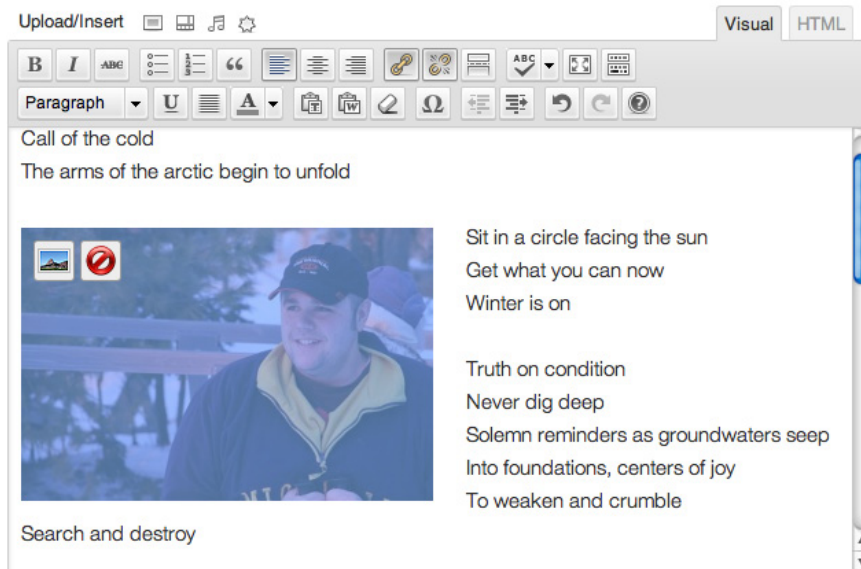 Upload/Insert
Visual
HTML
B I ABC
ABC
Paragraph U A T W Ω
Call of the cold
The arms of the arctic begin to unfold
Sit in a circle facing the sun
Get what you can now
Winter is on
Truth on condition
Never dig deep
Solemn reminders as groundwaters seep
Into foundations, centers of joy
To weaken and crumble
Search and destroy